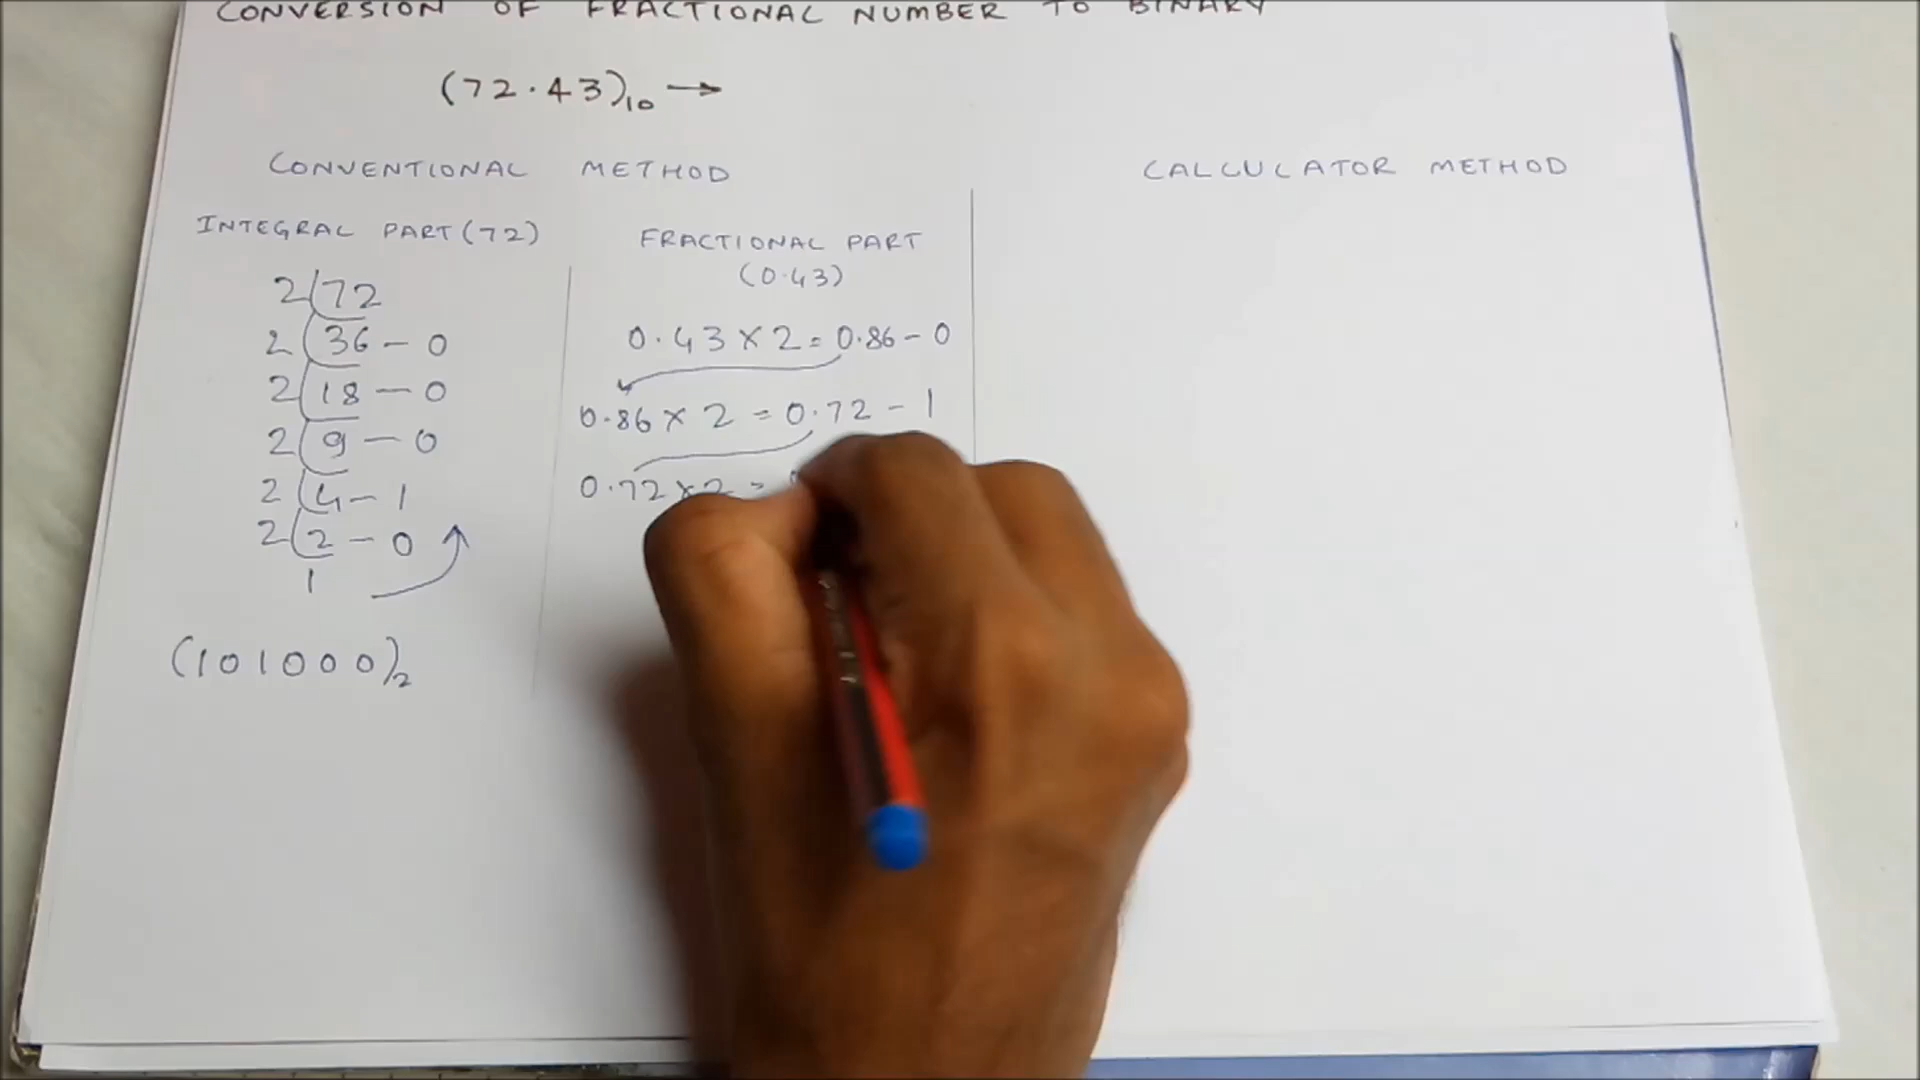 CONVERSION OF FRACTIONAL NUMBER TO BINARY
(72.43)10 →
CONVENTIONAL METHOD
INTEGRAL PART (72)
2 72
2 36 - 0
2 18 - 0
2 9 - 0
2 4 - 1
2 2 - 0
1
(101000)2
FRACTIONAL PART
(0.43)
0.43 × 2 = 0.86 - 0
0.86 × 2 = 0.72 - 1
0.72 × 2 =
CALCULATOR METHOD